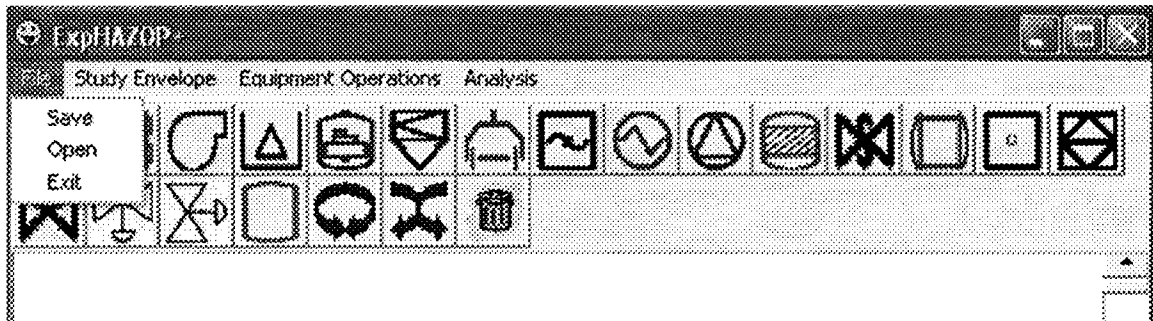 ExpHAZOP
Study Envelope Equipment Operations Analysis
Save
Open
Exit